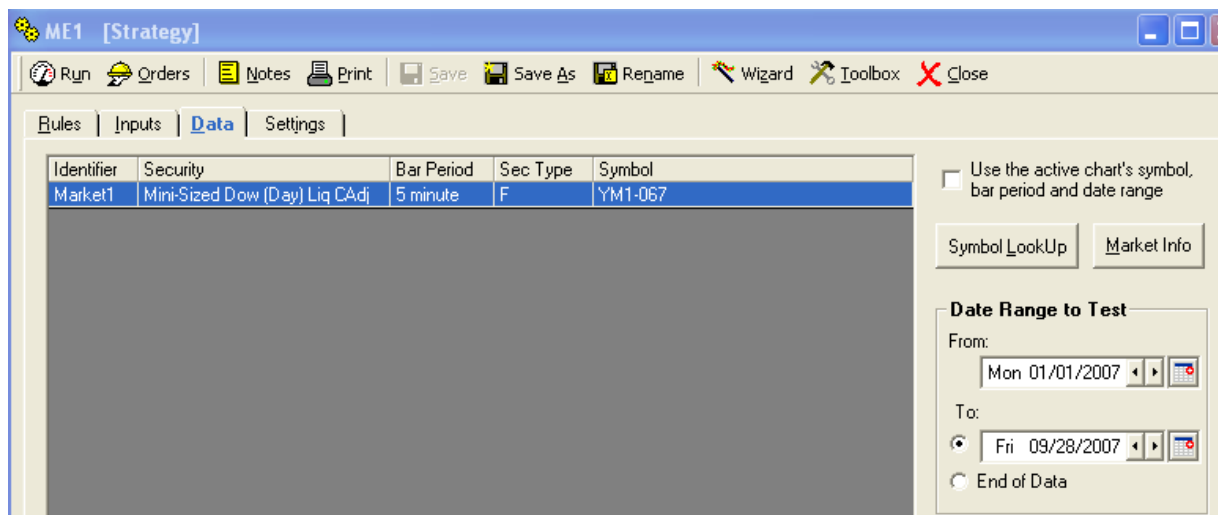 ME1 [Strategy]
Run Orders Notes Print Save Save As Rename Wizard Toolbox Close
Rules Inputs Data Settings
Identifier Security Bar Period Sec Type Symbol
Market1 Mini-Sized Dow (Day) Liq CAdj 5 minute F YM1-067
Use the active chart's symbol,
bar period and date range
Symbol LookUp Market Info
Date Range to Test
From:
Mon 01/01/2007
To:
Fri 09/28/2007
End of Data